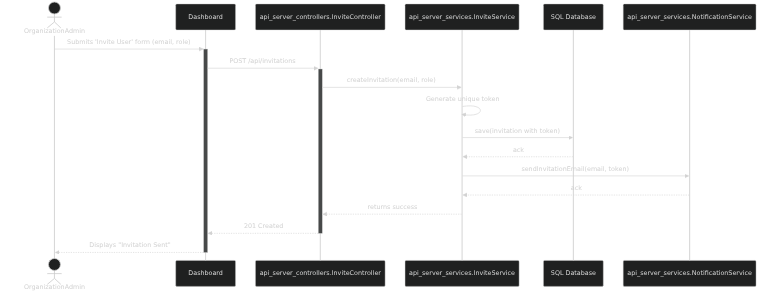 Dashboard
api_server_controllers.InviteController
api_server_services.InviteService
SQL Database
api_server_services.NotificationService
OrganizationAdmin
Submits 'Invite User' form (email, role)
POST /api/invitations
createInvitation(email, role)
Generate unique token
save(invitation with token)
ack
sendInvitationEmail(email, token)
ack
returns success
201 Created
Displays "Invitation Sent"
Dashboard
api_server_controllers.InviteController
api_server_services.InviteService
SQL Database
api_server_services.NotificationService
OrganizationAdmin